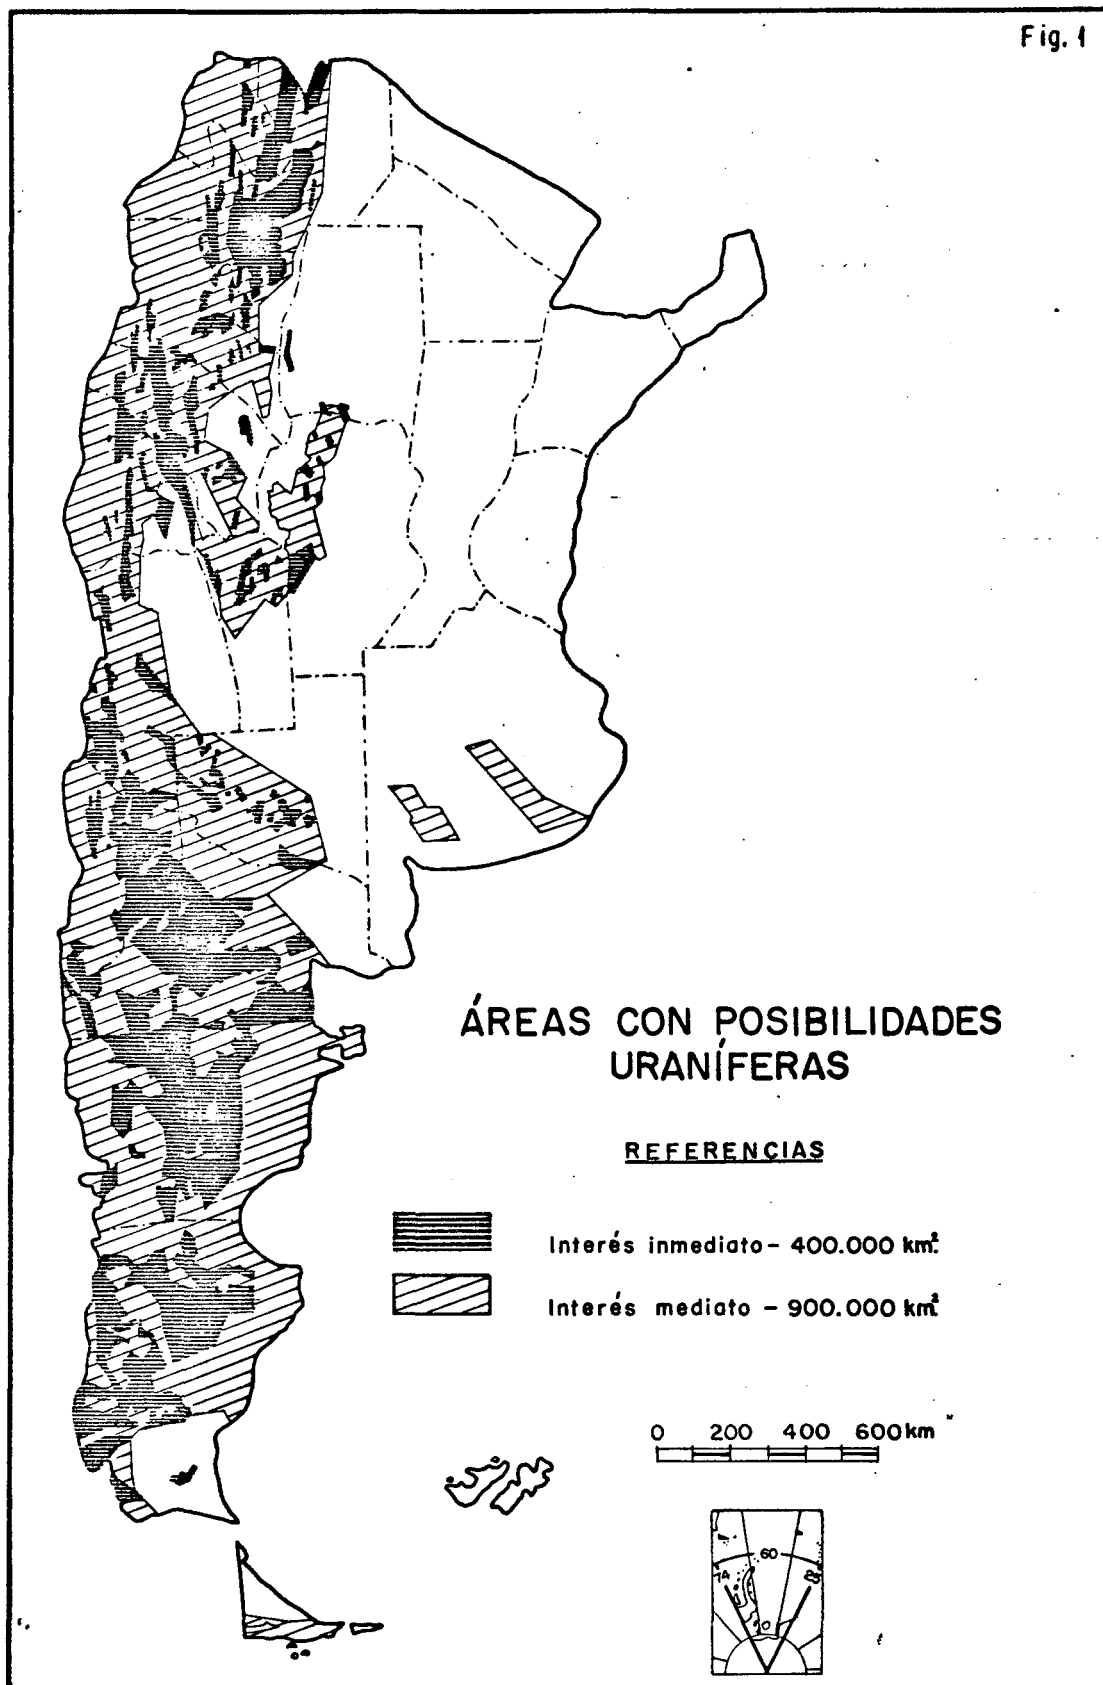 Fig. 1
ÁREAS CON POSIBILIDADES
URANÍFERAS
REFERENCIAS
Interés inmediato - 400.000 km².
Interés mediato - 900.000 km².
0 200 400 600 km
60
74